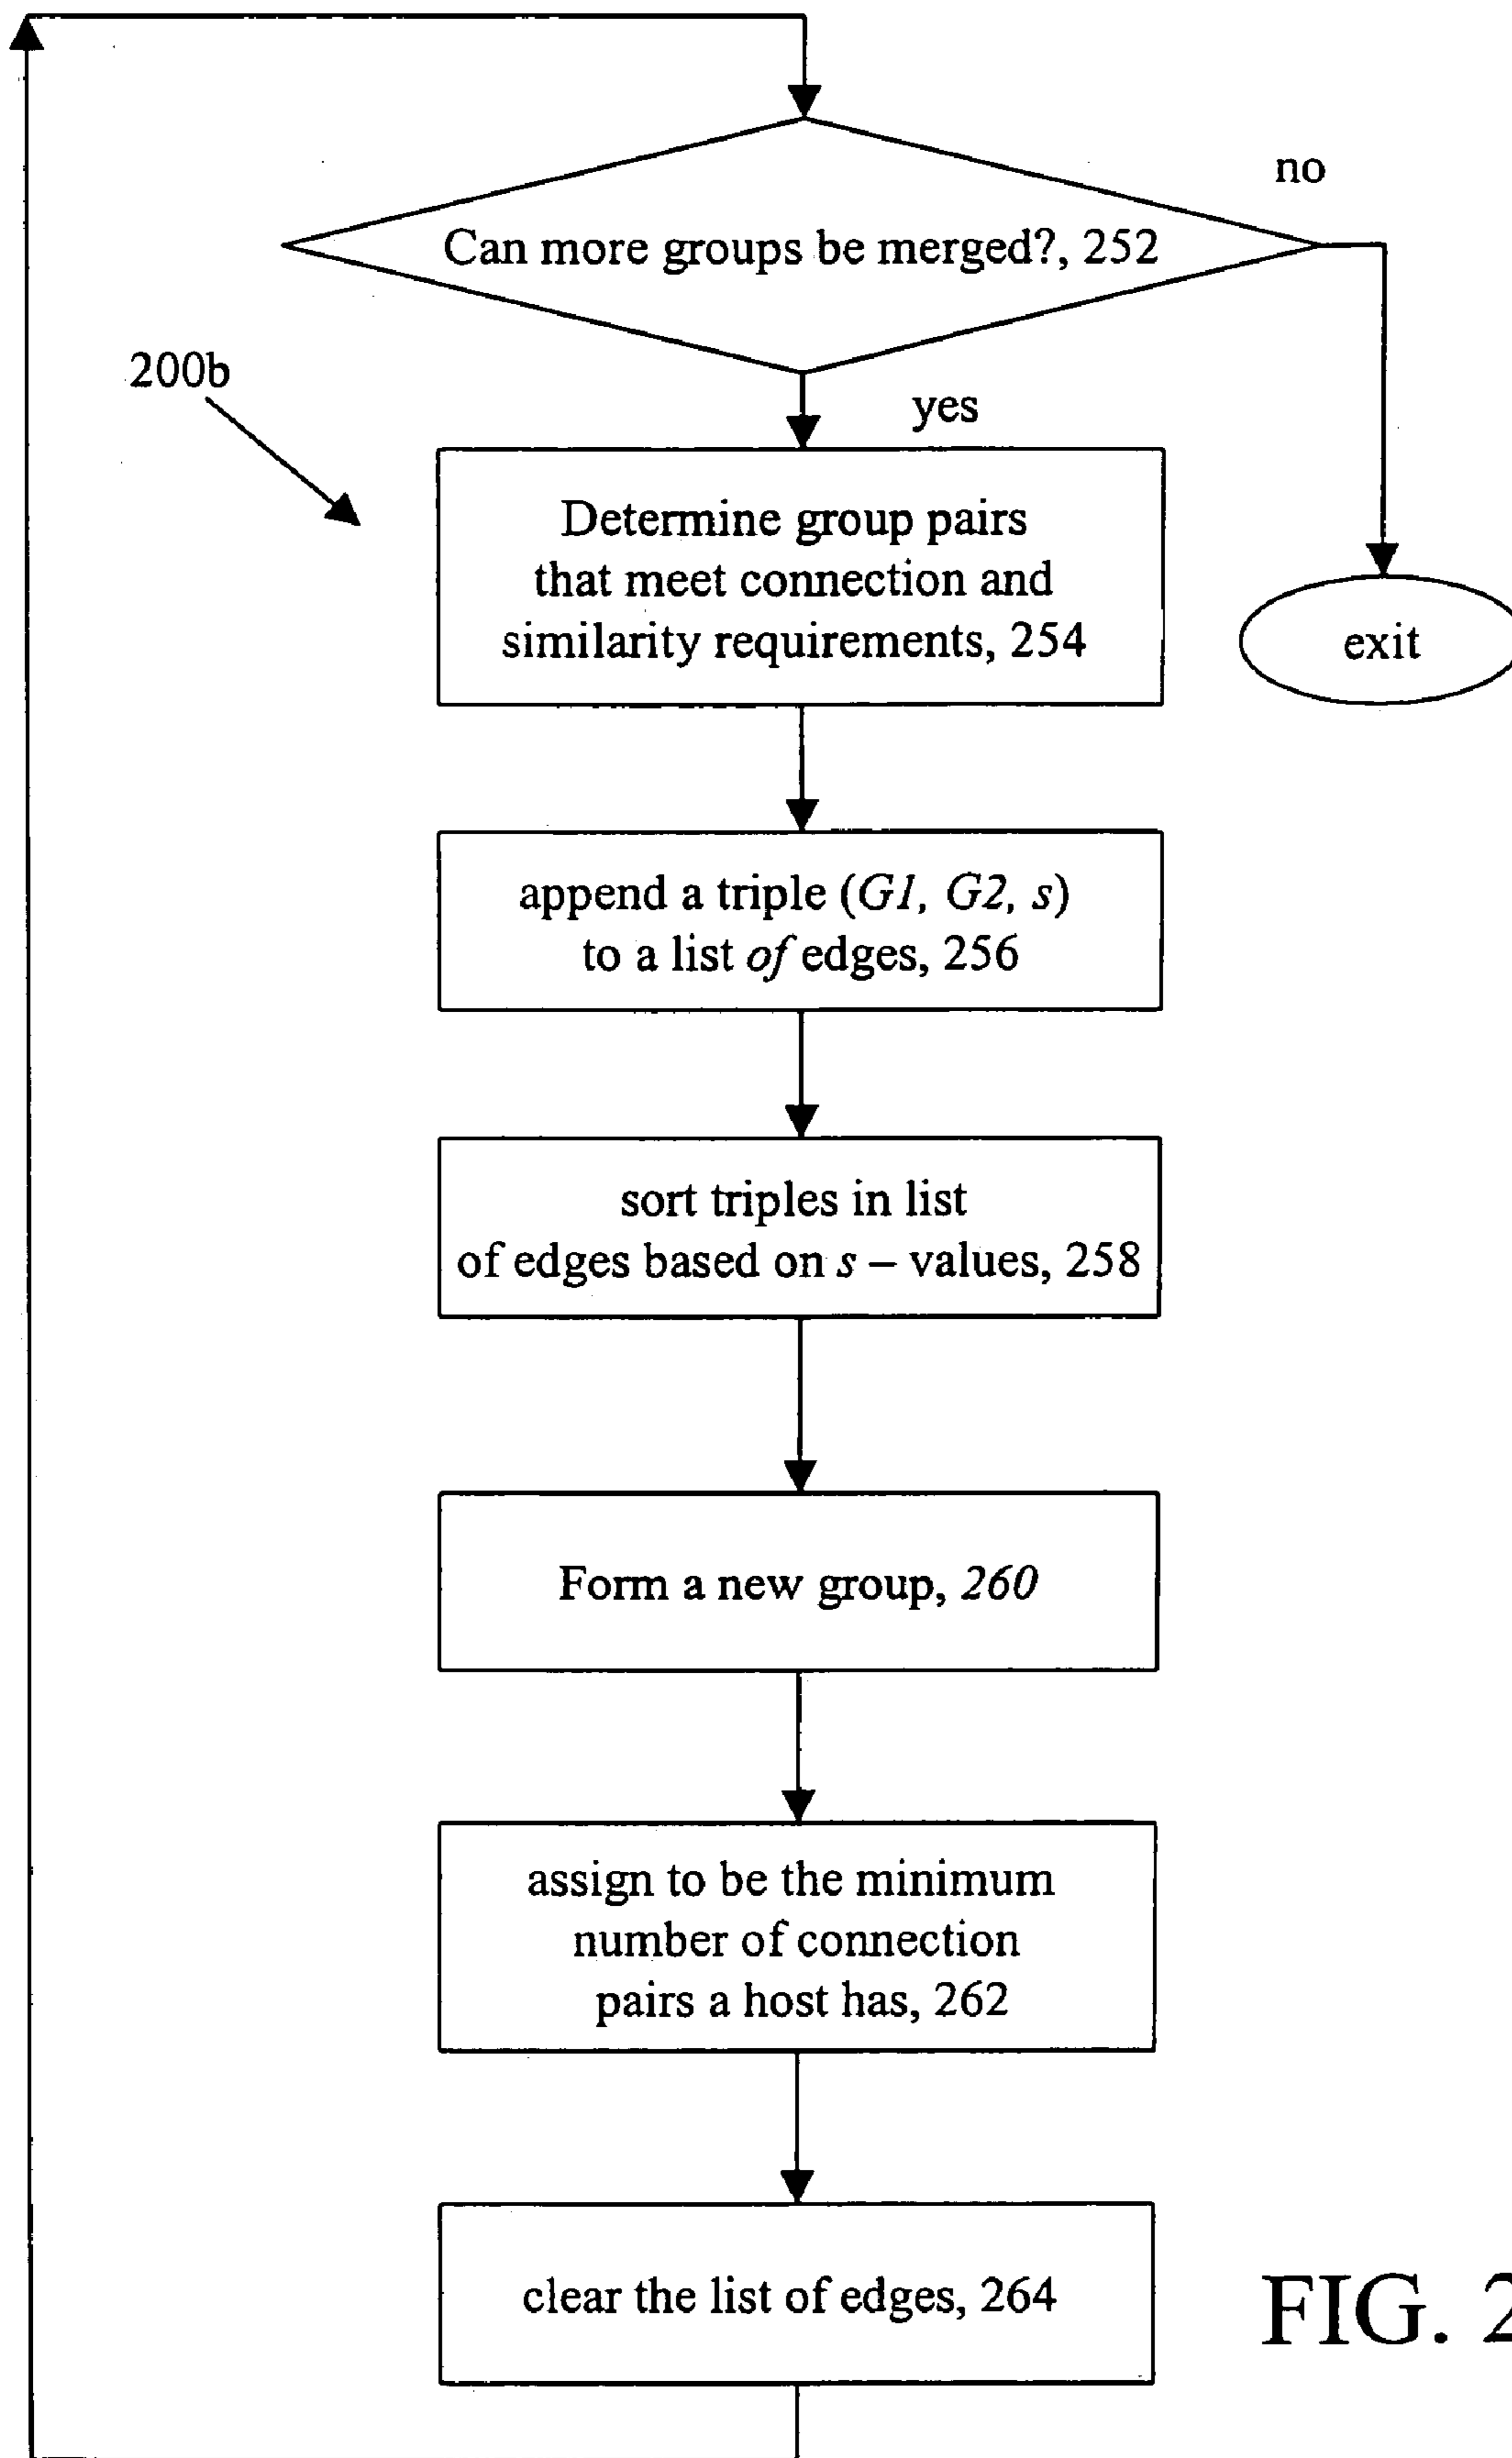 no
Can more groups be merged?, 252
200b
yes
Determine group pairs
that meet connection and
similarity requirements, 254
exit
append a triple (G1, G2, s)
to a list of edges, 256
sort triples in list
of edges based on s – values, 258
Form a new group, 260
assign to be the minimum
number of connection
pairs a host has, 262
clear the list of edges, 264
FIG. 2